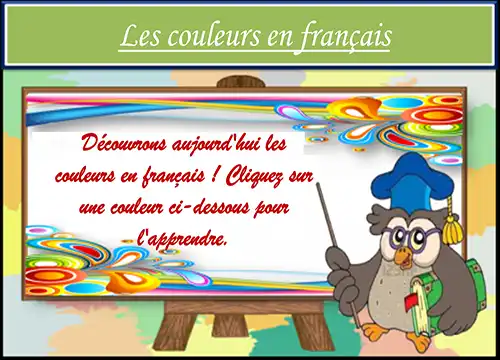 Les couleurs en français
Découvrons aujourd'hui les
couleurs en français ! Cliquez sur
une couleur ci-dessous pour
l'apprendre.